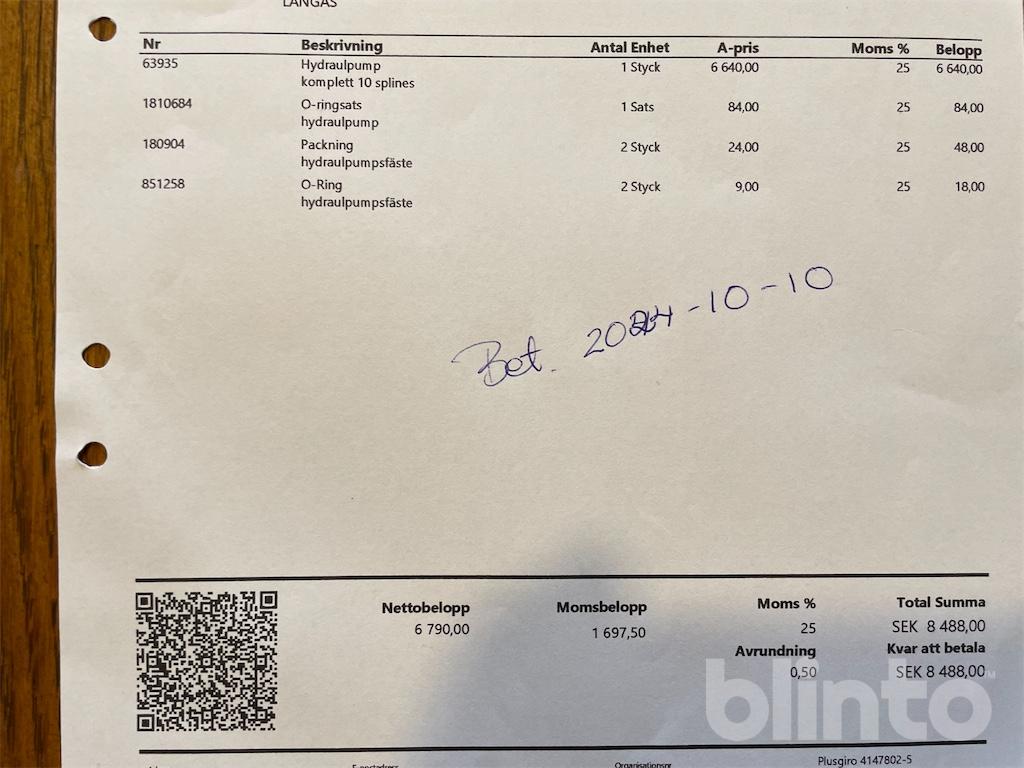 LÅNGÅS
Nr Beskrivning Antal Enhet A-pris Moms % Belopp
63935 Hydraulpump 1 Styck 6 640,00 25 6 640,00
komplett 10 splines
1810684 O-ringsats 1 Sats 84,00 25 84,00
hydraulpump
180904 Packning 2 Styck 24,00 25 48,00
hydraulpumpsfäste
851258 O-Ring 2 Styck 9,00 25 18,00
hydraulpumpsfäste
Bet. 2024-10-10
Nettobelopp Momsbelopp Moms % Total Summa
6 790,00 1 697,50 25 SEK 8 488,00
Avrundning Kvar att betala
0,50 SEK 8 488,00
blinto
E-postadress Organisationsnr Plusgiro 4147802-5